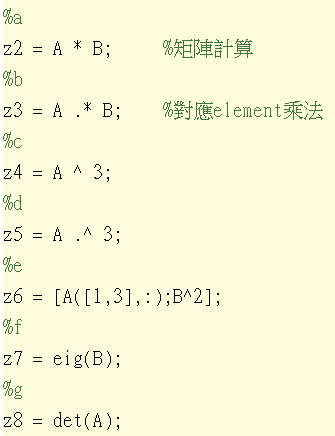 %a
z2 = A * B;     %矩陣計算
%b
z3 = A .* B;    %對應element乘法
%c
z4 = A ^ 3;
%d
z5 = A .^ 3;
%e
z6 = [A([1,3],:);B^2];
%f
z7 = eig(B);
%g
z8 = det(A);